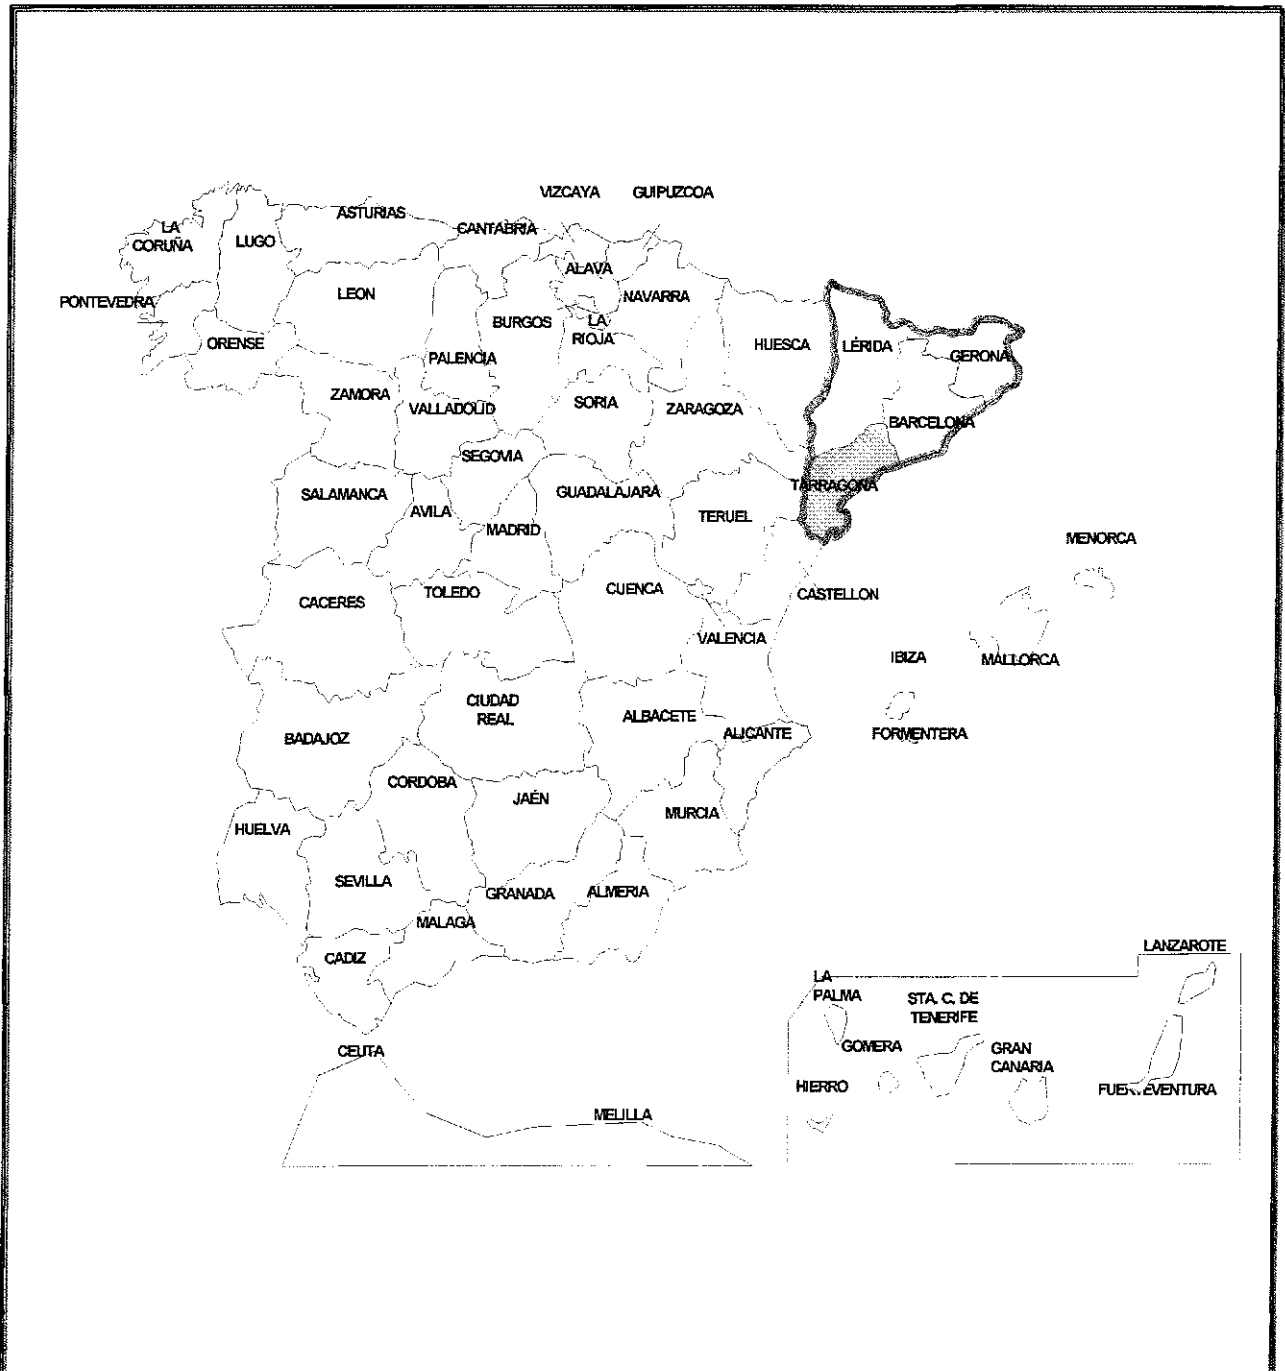 VIZCAYA GUIPUZCOA
ASTURIAS
CANTABRIA
LA
CORUÑA
LUGO
ALAVA
LEON
NAVARRA
PONTEVEDRA
BURGOS
LA
RIOJA
ORENSE
PALENCIA
HUESCA
LÉRIDA
GERONA
ZAMORA
VALLADOLID
SORIA
ZARAGOZA
BARCELONA
SEGOVIA
SALAMANCA
AVILA
GUADALAJARA
TARRAGONA
MADRID
TERUEL
MENORCA
CACERES
TOLEDO
CUENCA
CASTELLON
VALENCIA
IBIZA
MALLORCA
CIUDAD
REAL
BADAJOZ
ALBACETE
ALICANTE
FORMENTERA
CORDOBA
JAÉN
MURCIA
HUELVA
SEVILLA
GRANADA
ALMERIA
MALAGA
CADIZ
LANZAROTE
LA
PALMA
STA. C. DE
TENERIFE
CEUTA
GOMERA
GRAN
CANARIA
HIERRO
FUERTEVENTURA
MELILLA